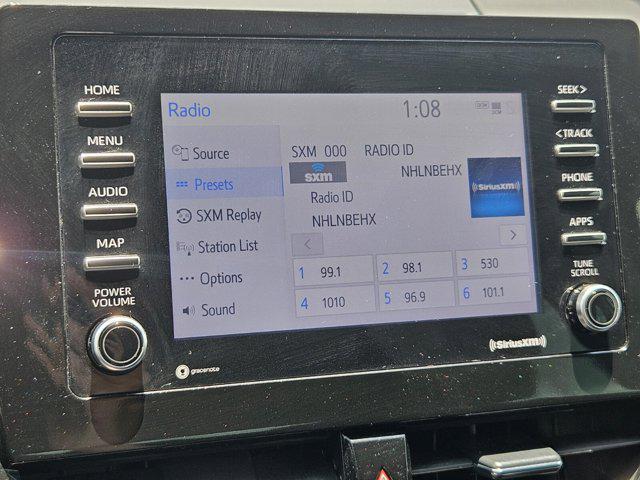 HOME
MENU
AUDIO
MAP
POWER
VOLUME
Radio
1:08
Source
Presets
SXM Replay
Station List
Options
Sound
SXM 000 RADIO ID
NHLNBEHX
sxm
((SiriusXM))
Radio ID
NHLNBEHX
1 99.1
2 98.1
3 530
4 1010
5 96.9
6 101.1
SEEK>
<TRACK
PHONE
APPS
TUNE
SCROLL
gracenote
((SiriusXM))